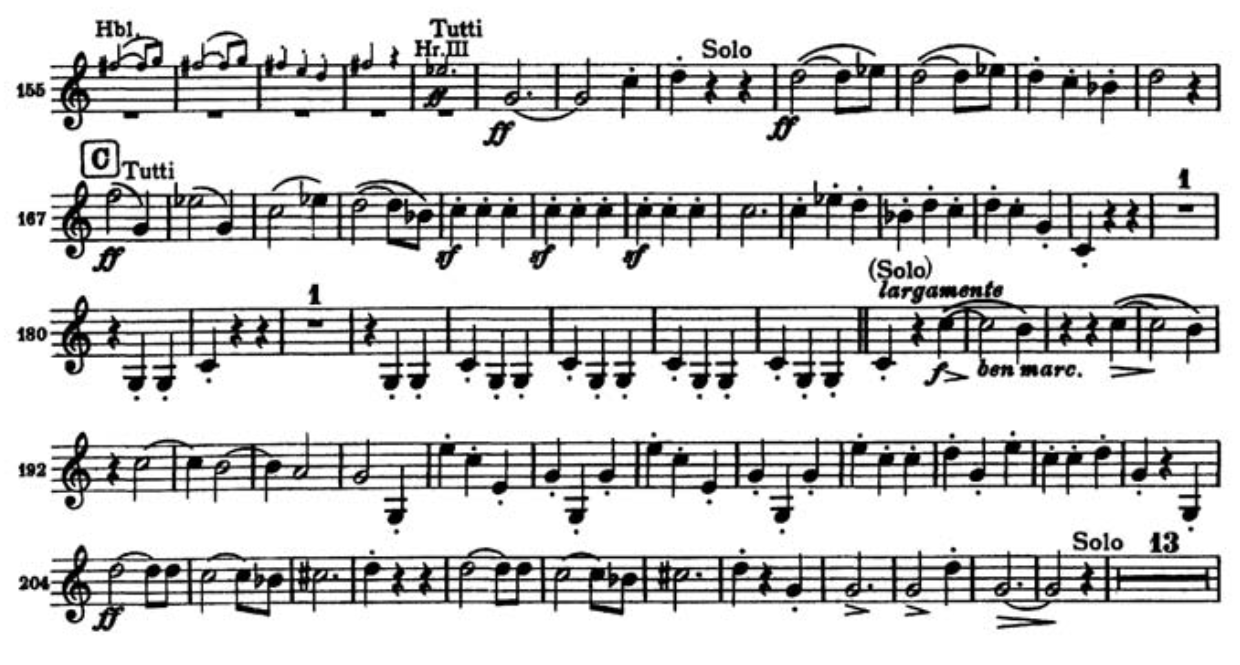 Hbl. Tutti
Hr. III Solo
155 ff ff ff
C Tutti 1
167 ff sf sf sf
(Solo)
1 largamente
180 f ben marc.
192
Solo 13
204 ff